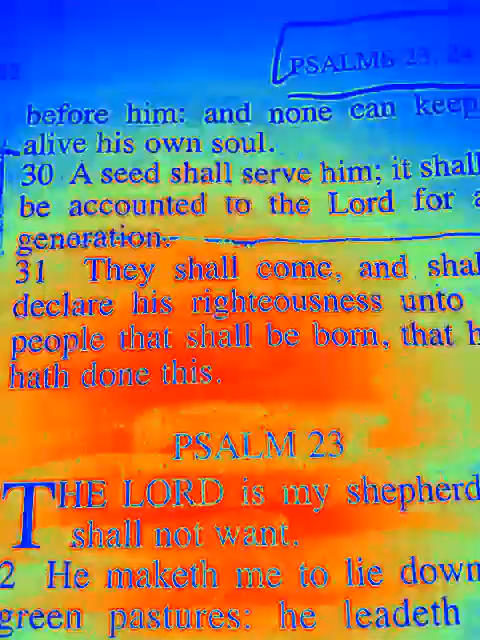 PSALMS 23, 24
before him: and none can keep
alive his own soul.
30 A seed shall serve him; it shall
be accounted to the Lord for a
generation.
31 They shall come, and shal
declare his righteousness unto
people that shall be born, that h
hath done this.
PSALM 23
THE LORD is my shepherd
shall not want.
2 He maketh me to lie down
green pastures: he leadeth